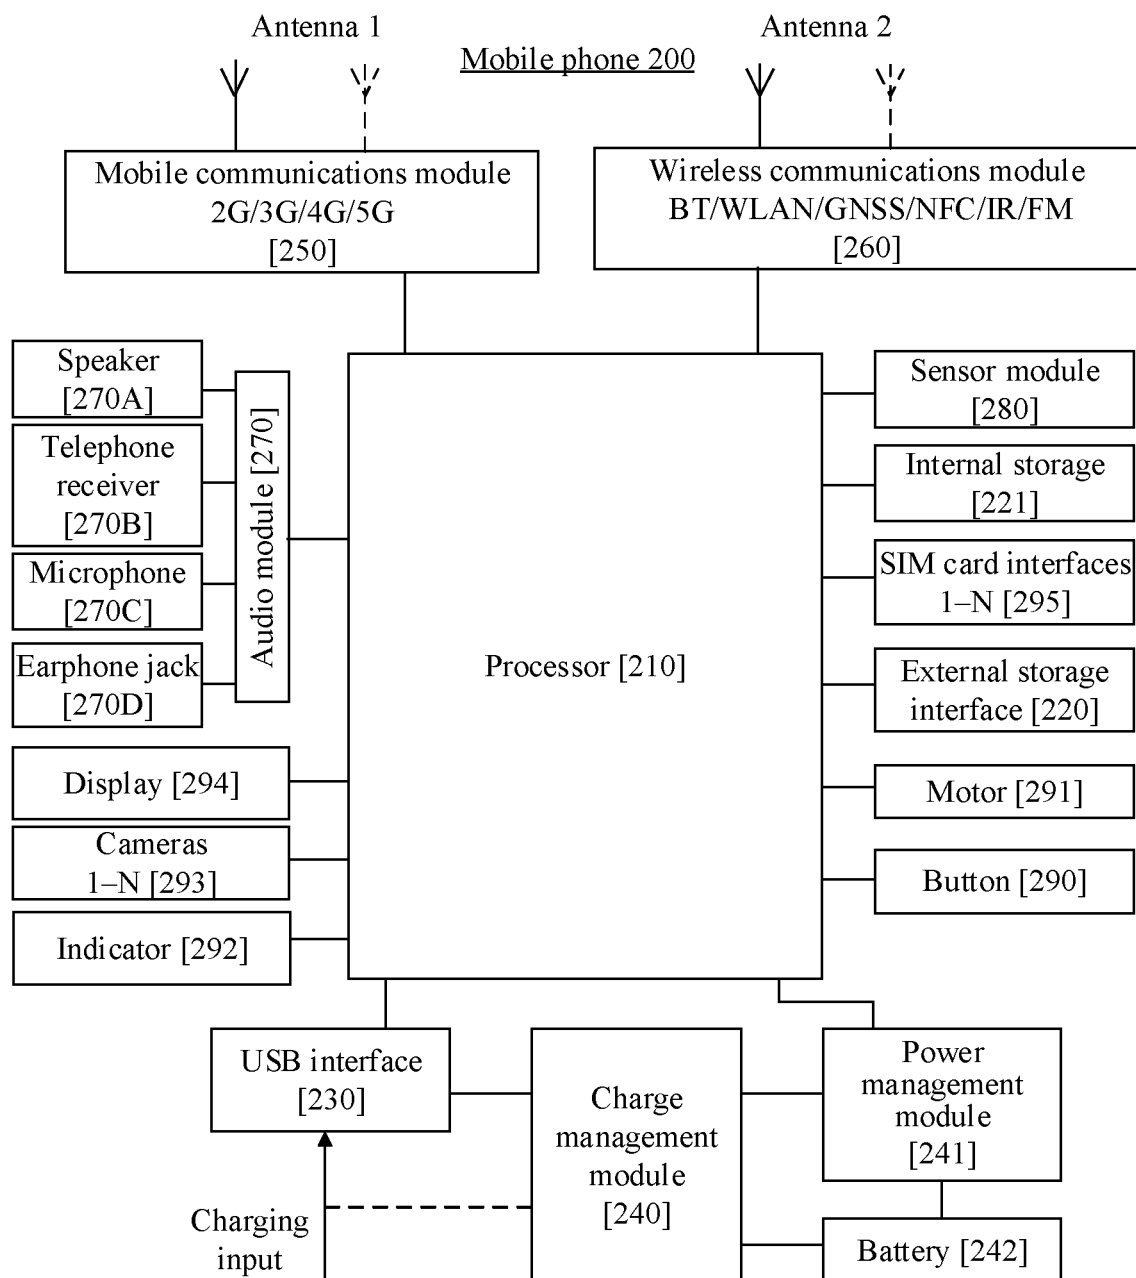 Antenna 1
Antenna 2
Mobile phone 200
Mobile communications module
2G/3G/4G/5G
[250]
Wireless communications module
BT/WLAN/GNSS/NFC/IR/FM
[260]
Speaker
[270A]
Telephone
receiver
[270B]
Microphone
[270C]
Earphone jack
[270D]
Audio module [270]
Display [294]
Cameras
1–N [293]
Indicator [292]
Processor [210]
Sensor module
[280]
Internal storage
[221]
SIM card interfaces
1–N [295]
External storage
interface [220]
Motor [291]
Button [290]
USB interface
[230]
Charge
management
module
[240]
Power
management
module
[241]
Charging
input
Battery [242]